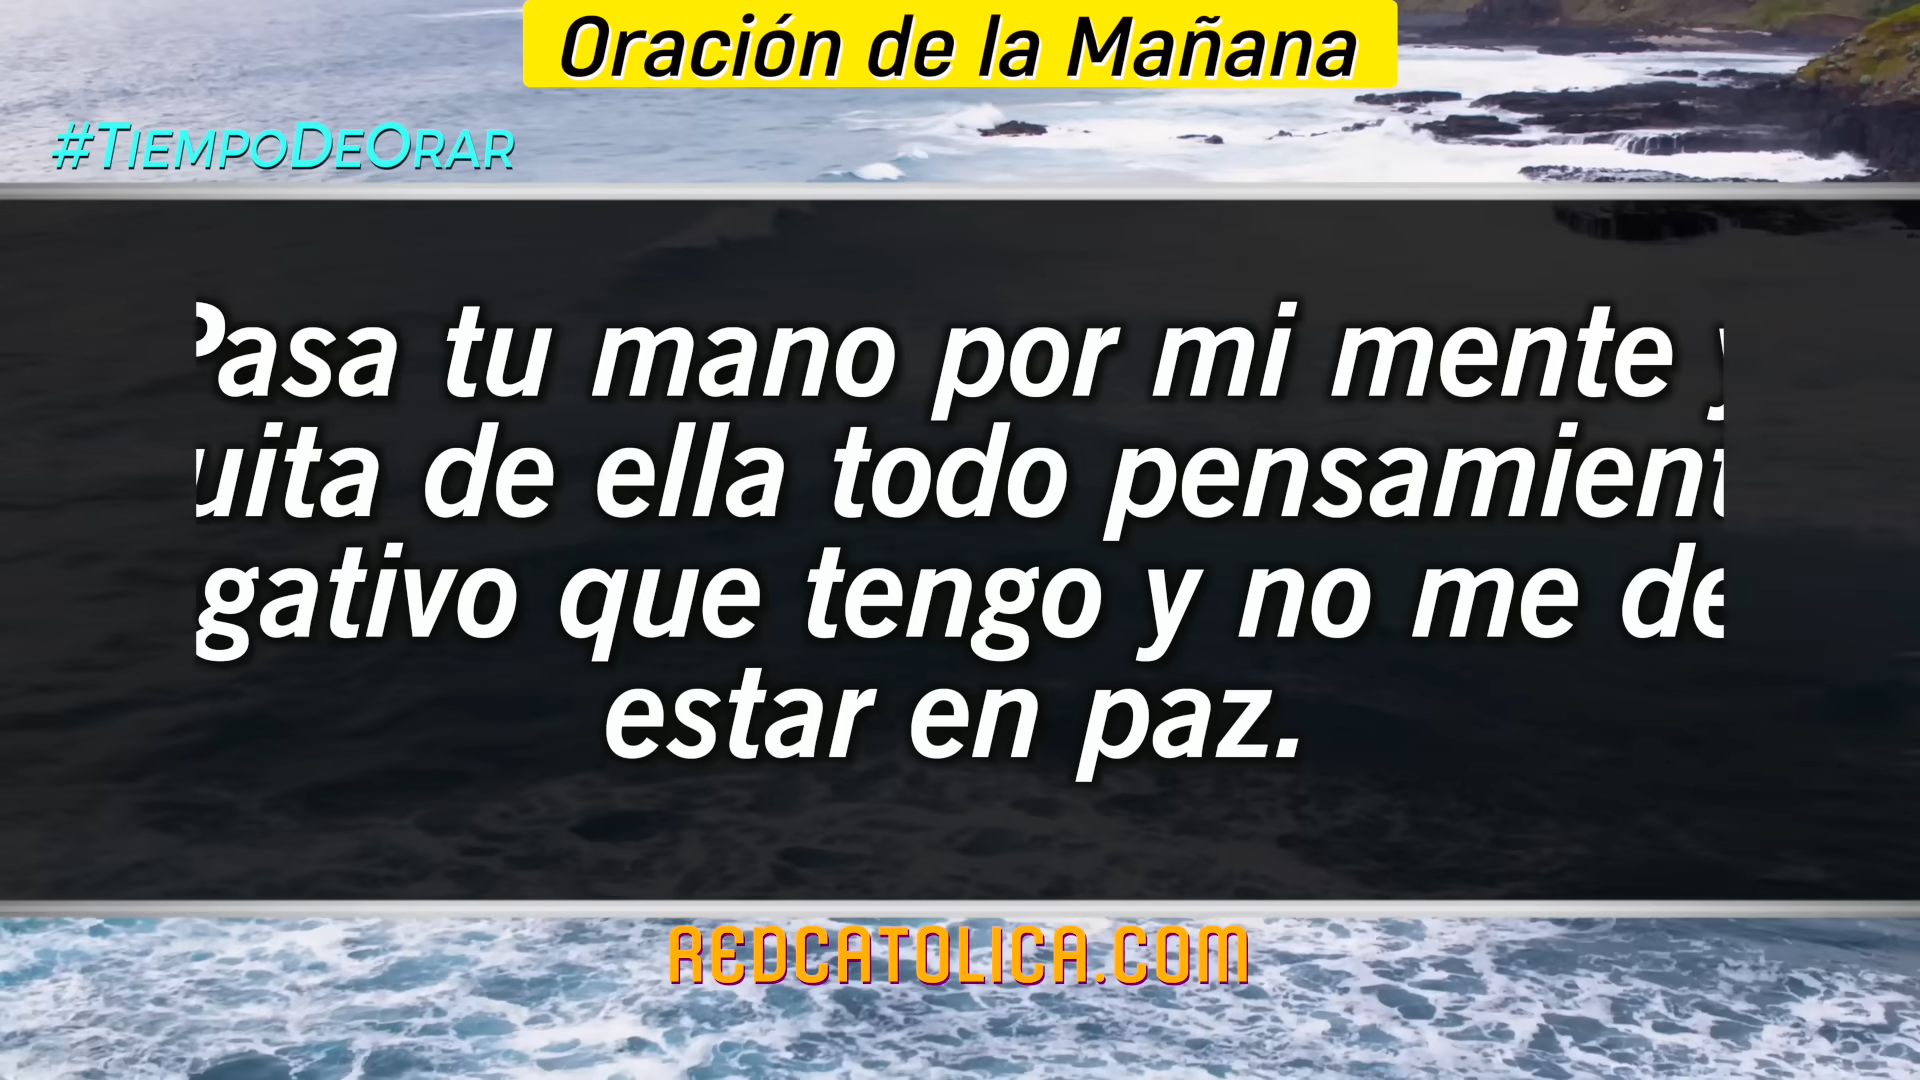 Oración de la Mañana
#TiempoDeOrar
Pasa tu mano por mi mente y
uita de ella todo pensamient
gativo que tengo y no me de
estar en paz.
REDCATOLICA.COM